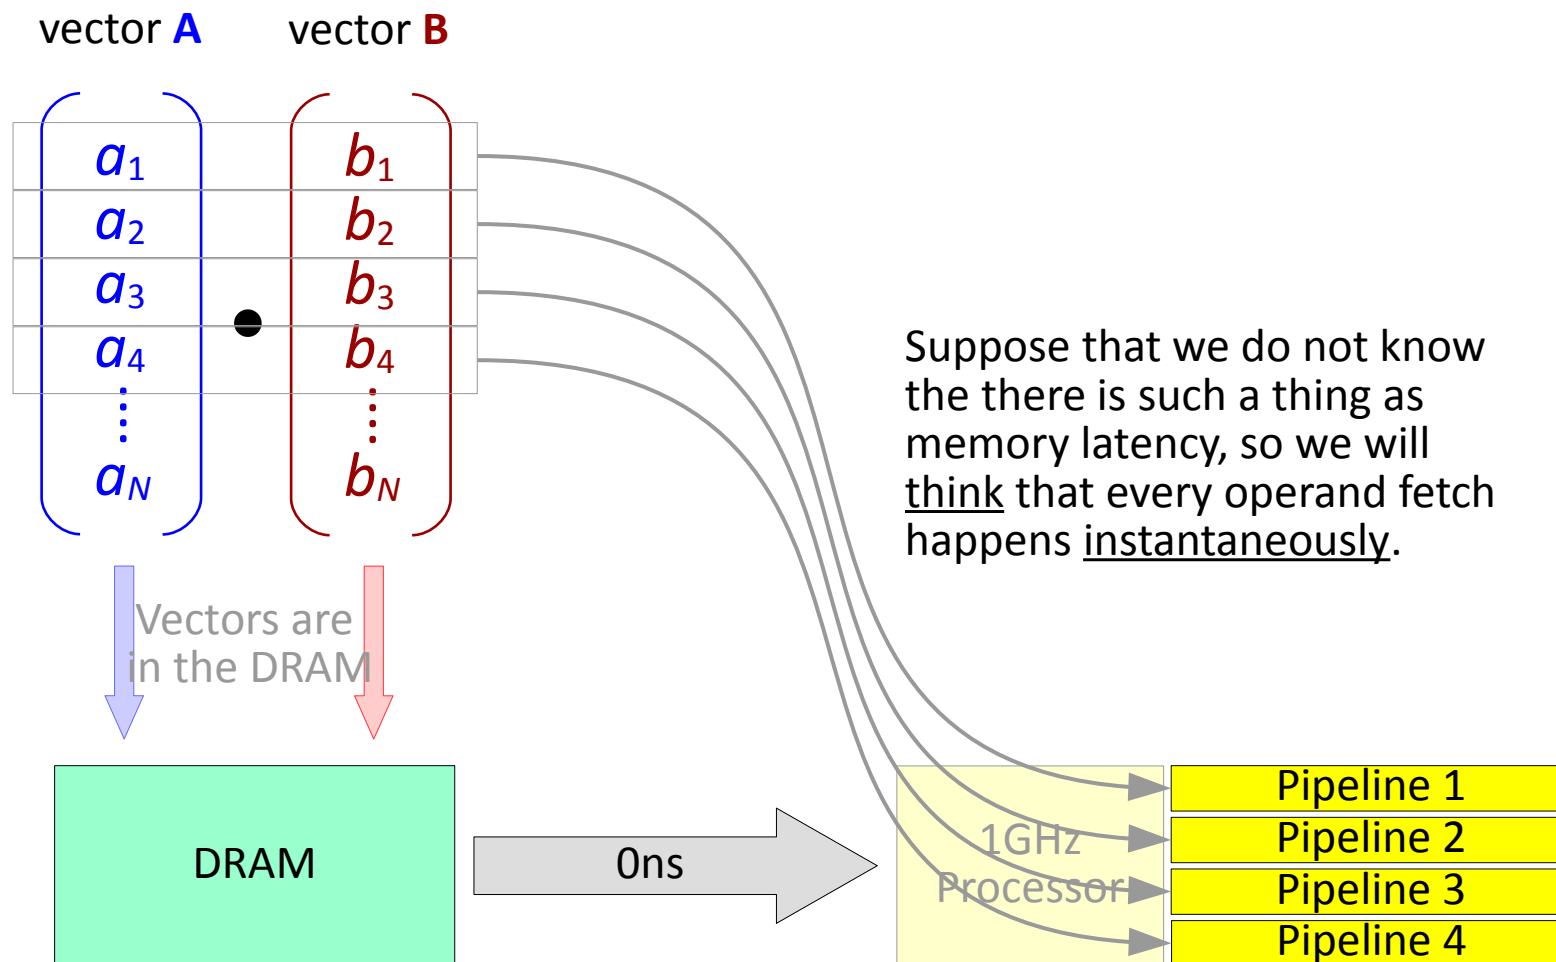 vector A vector B
a1 b1
a2 b2
a3 b3
a4 b4
aN bN
Suppose that we do not know
the there is such a thing as
memory latency, so we will
think that every operand fetch
happens instantaneously.
Vectors are
in the DRAM
DRAM
0ns
1GHz
Processor
Pipeline 1
Pipeline 2
Pipeline 3
Pipeline 4